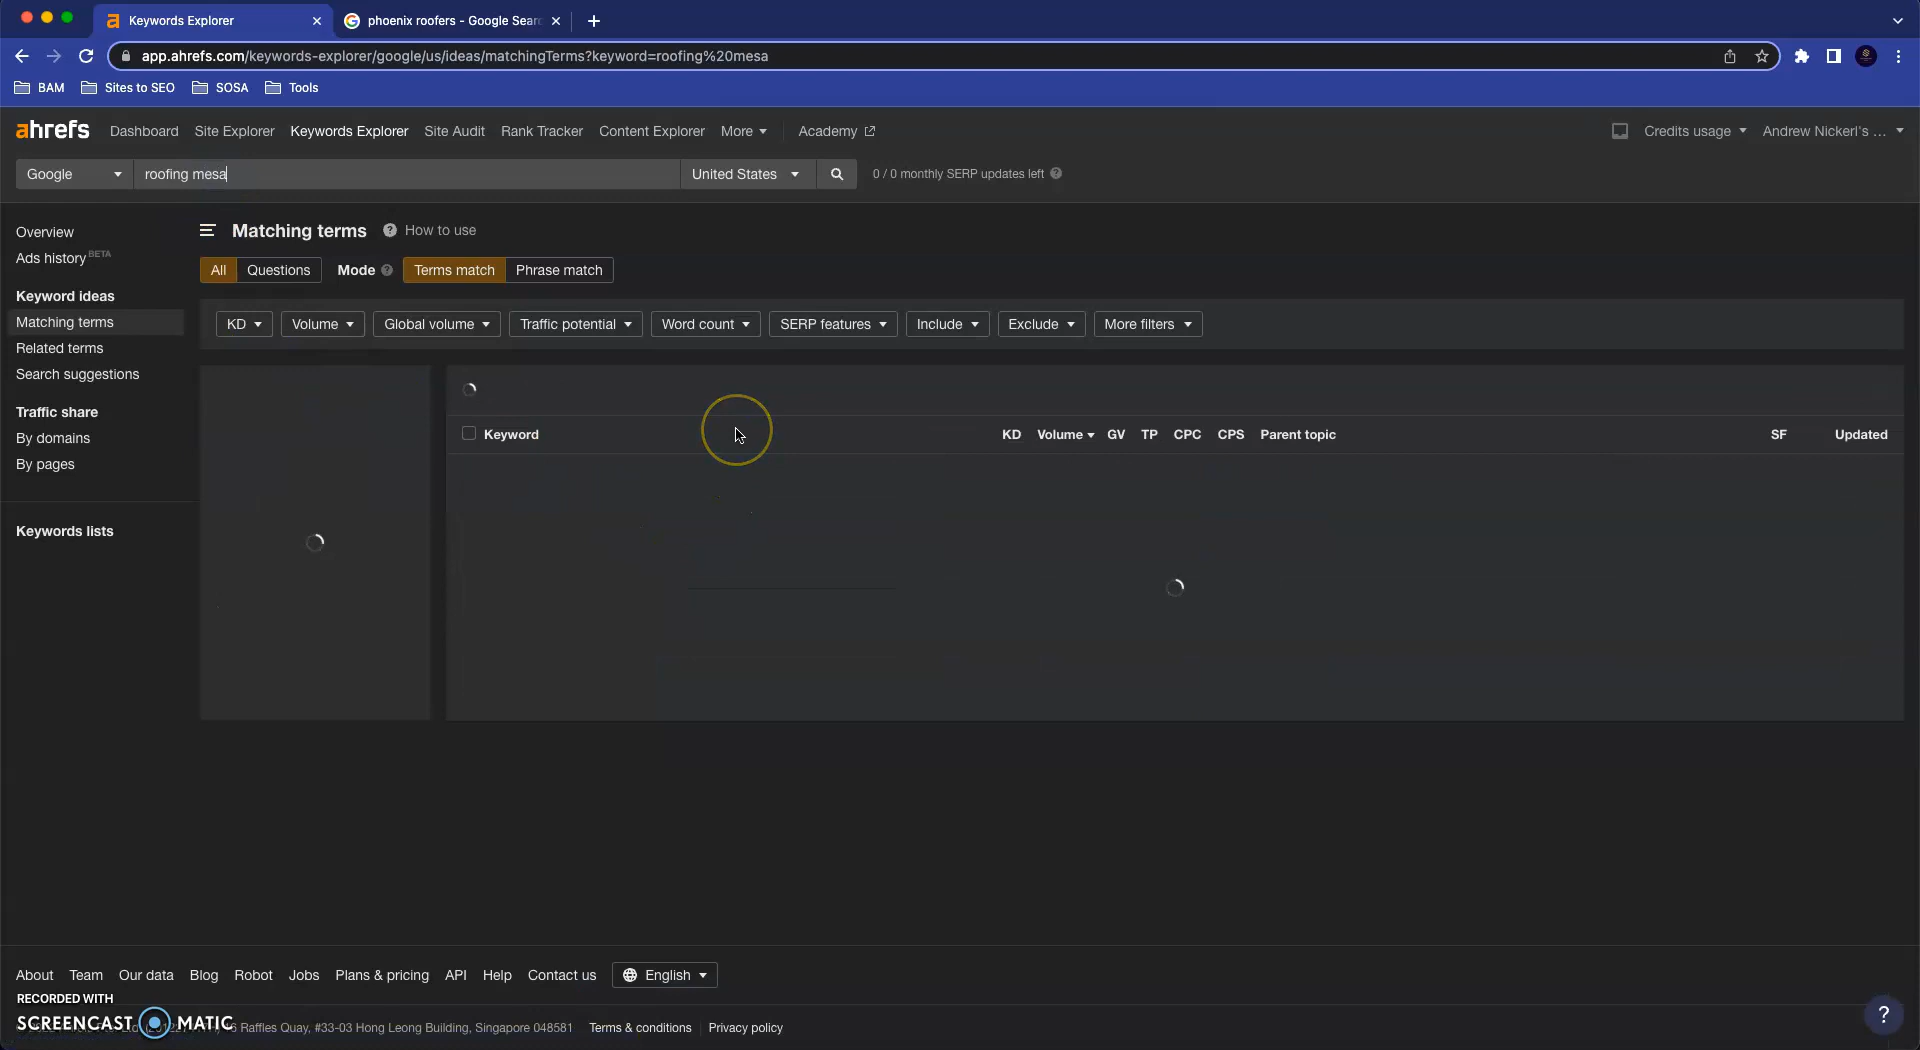 Keywords Explorer
phoenix roofers - Google Sear
app.ahrefs.com/keywords-explorer/google/us/ideas/matchingTerms?keyword=roofing%20mesa
BAM Sites to SEO SOSA Tools
ahrefs Dashboard Site Explorer Keywords Explorer Site Audit Rank Tracker Content Explorer More Academy Credits usage Andrew Nickerl's ...
Google roofing mesa United States 0 / 0 monthly SERP updates left ?
Overview
Ads history BETA
Keyword ideas
Matching terms
Related terms
Search suggestions
Traffic share
By domains
By pages
Keywords lists
Matching terms ? How to use
All Questions Mode ? Terms match Phrase match
KD Volume Global volume Traffic potential Word count SERP features Include Exclude More filters
Keyword KD Volume GV TP CPC CPS Parent topic SF Updated
About Team Our data Blog Robot Jobs Plans & pricing API Help Contact us English
RECORDED WITH
SCREENCAST MATIC
Raffles Quay, #33-03 Hong Leong Building, Singapore 048581 Terms & conditions Privacy policy
?